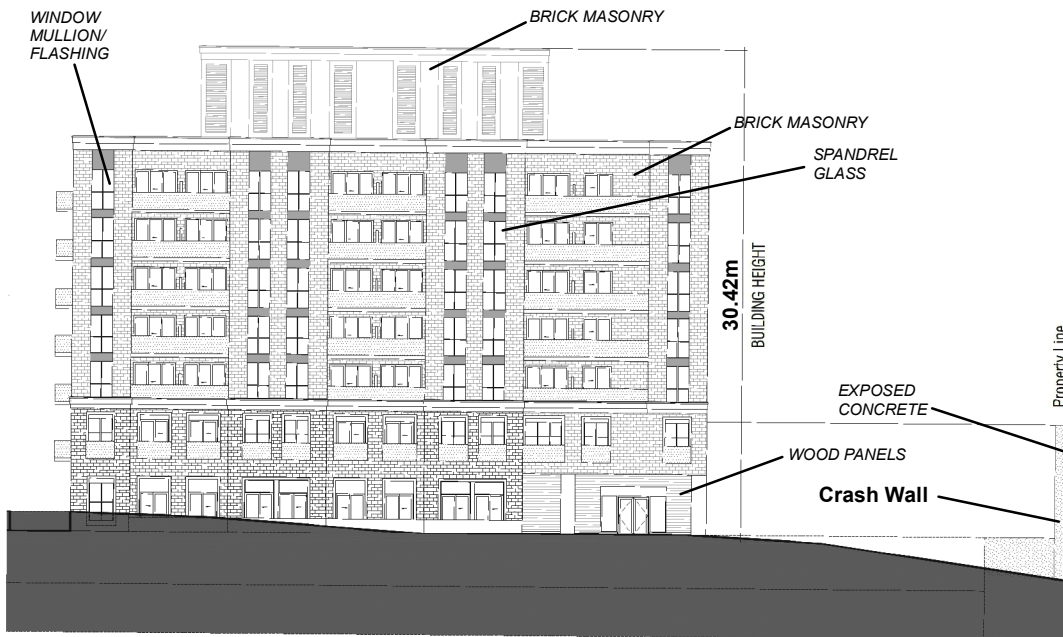 WINDOW
MULLION/
FLASHING
BRICK MASONRY
BRICK MASONRY
SPANDREL
GLASS
30.42m
BUILDING HEIGHT
Property Line
EXPOSED
CONCRETE
WOOD PANELS
Crash Wall